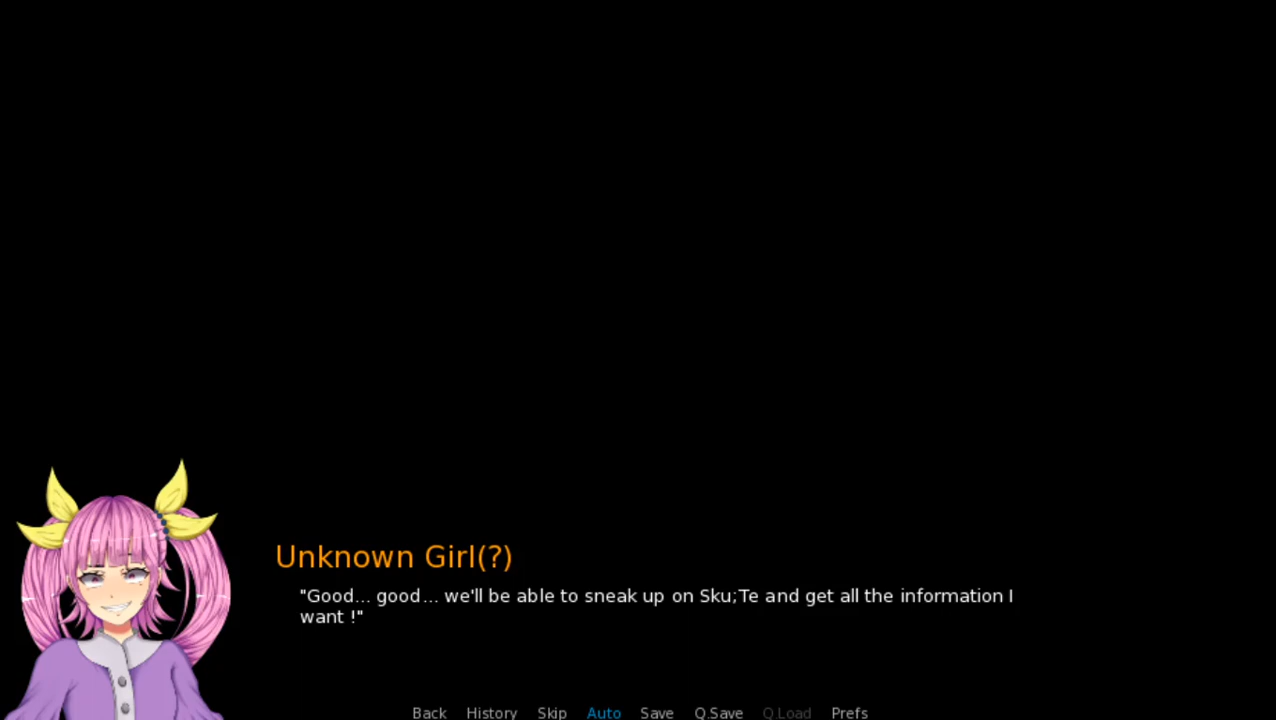 Unknown Girl(?)
"Good... good... we'll be able to sneak up on Sku;Te and get all the information I
want !"
Back History Skip Auto Save Q.Save Q.Load Prefs